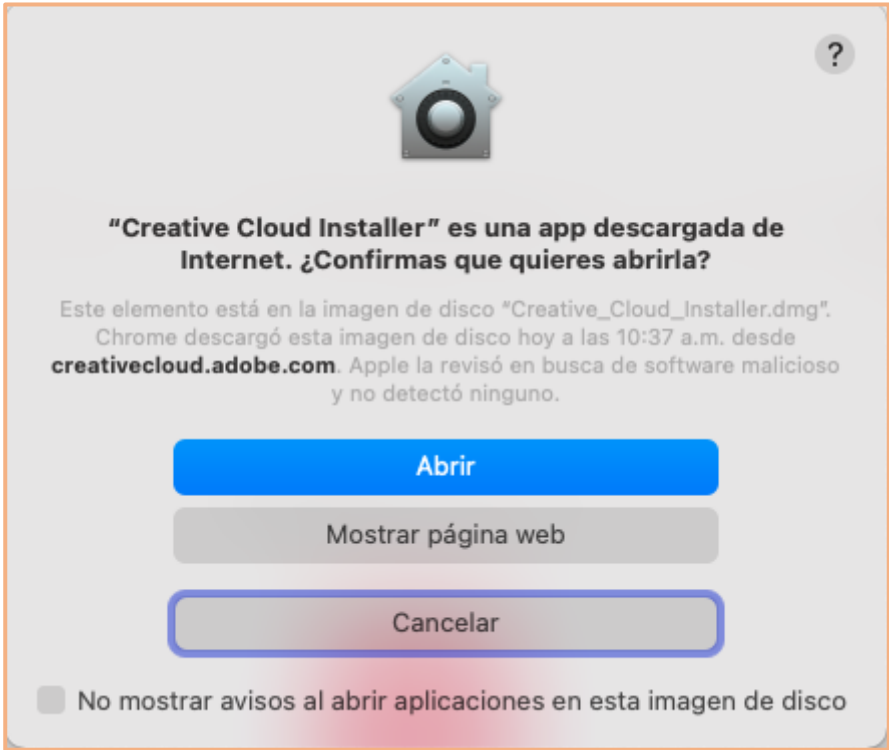 ?
“Creative Cloud Installer” es una app descargada de
Internet. ¿Confirmas que quieres abrirla?
Este elemento está en la imagen de disco “Creative_Cloud_Installer.dmg”.
Chrome descargó esta imagen de disco hoy a las 10:37 a.m. desde
creativecloud.adobe.com. Apple la revisó en busca de software malicioso
y no detectó ninguno.
Abrir
Mostrar página web
Cancelar
No mostrar avisos al abrir aplicaciones en esta imagen de disco